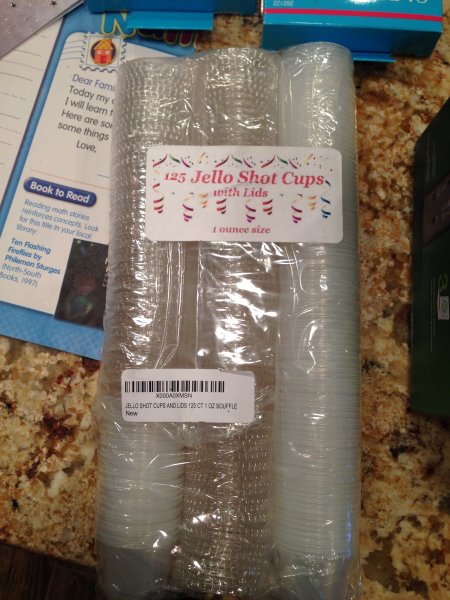 280122
Dear Fami
Today my c
I will learn
Here are so
some things
Love,
Book to Read
Reading math stories
reinforces concepts. Look
for this title in your local
library:
Ten Flashing
Fireflies by
Philemon Sturges
(North-South
Books, 1997)
125 Jello Shot Cups
with Lids
1 ounce size
X000A0XMSN
JELLO SHOT CUPS AND LIDS 125 CT 1 OZ SOUFFLE
New